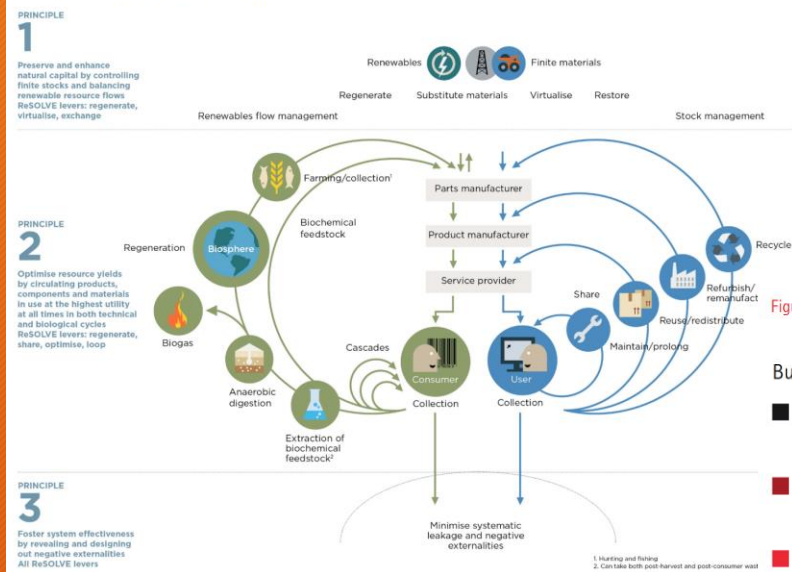 PRINCIPLE
1
Preserve and enhance
natural capital by controlling
finite stocks and balancing
renewable resource flows
ReSOLVE levers: regenerate,
virtualise, exchange
Renewables
Finite materials
Regenerate
Substitute materials
Virtualise
Restore
Renewables flow management
Stock management
PRINCIPLE
2
Optimise resource yields
by circulating products,
components and materials
in use at the highest utility
at all times in both technical
and biological cycles
ReSOLVE levers: regenerate,
share, optimise, loop
Farming/collection¹
Biochemical
feedstock
Regeneration
Biosphere
Biogas
Anaerobic
digestion
Extraction of
biochemical
feedstock²
Cascades
Parts manufacturer
Product manufacturer
Service provider
Consumer
Collection
User
Collection
Share
Maintain/prolong
Reuse/redistribute
Refurbish/
remanufact
Recycle
PRINCIPLE
3
Foster system effectiveness
by revealing and designing
out negative externalities
All ReSOLVE levers
Minimise systematic
leakage and negative
externalities
1. Hunting and fishing
2. Can take both post-harvest and post-consumer wast
Figu
Bu